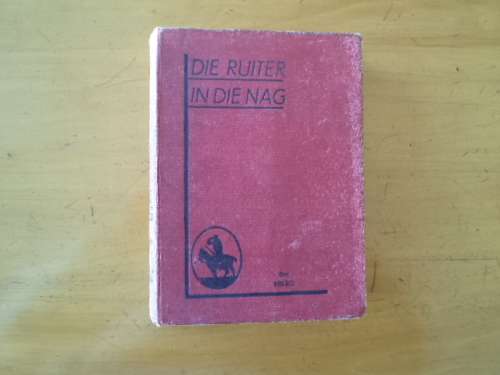 DIE RUITER
IN DIE NAG